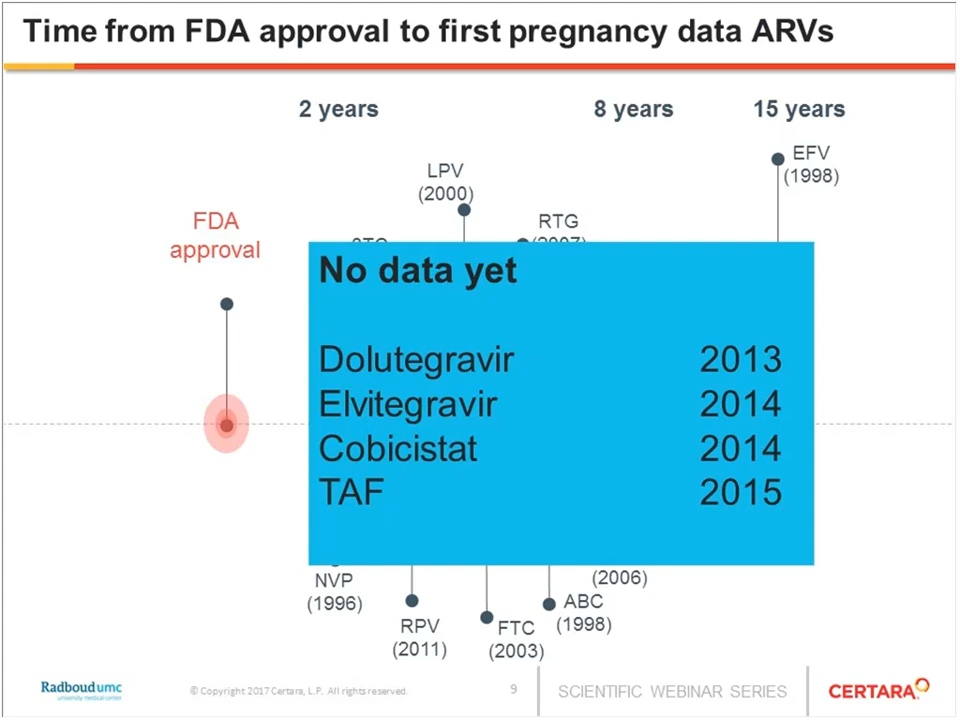 Time from FDA approval to first pregnancy data ARVs
2 years
8 years
15 years
EFV
(1998)
LPV
(2000)
RTG
(2007)
FDA
approval
No data yet
Dolutegravir 2013
Elvitegravir 2014
Cobicistat 2014
TAF 2015
NVP
(1996)
RPV
(2011)
FTC
(2003)
(2006)
ABC
(1998)
Radboudumc
university medical center
© Copyright 2017 Certara, L.P. All rights reserved.
9
SCIENTIFIC WEBINAR SERIES
CERTARA